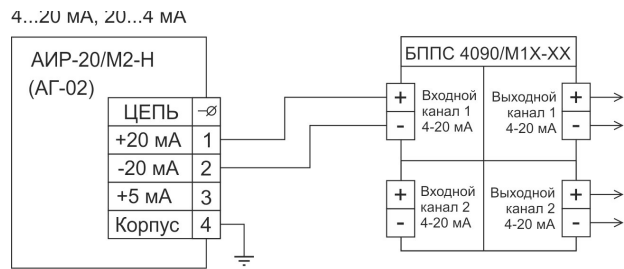 4...20 мА, 20...4 мА
АИР-20/М2-Н
(АГ-02)
ЦЕПЬ
+20 мА 1
-20 мА 2
+5 мА 3
Корпус 4
БППС 4090/М1Х-ХХ
+ Входной
канал 1
- 4-20 мА
Выходной +
канал 1
4-20 мА -
+ Входной
канал 2
- 4-20 мА
Выходной +
канал 2
4-20 мА -